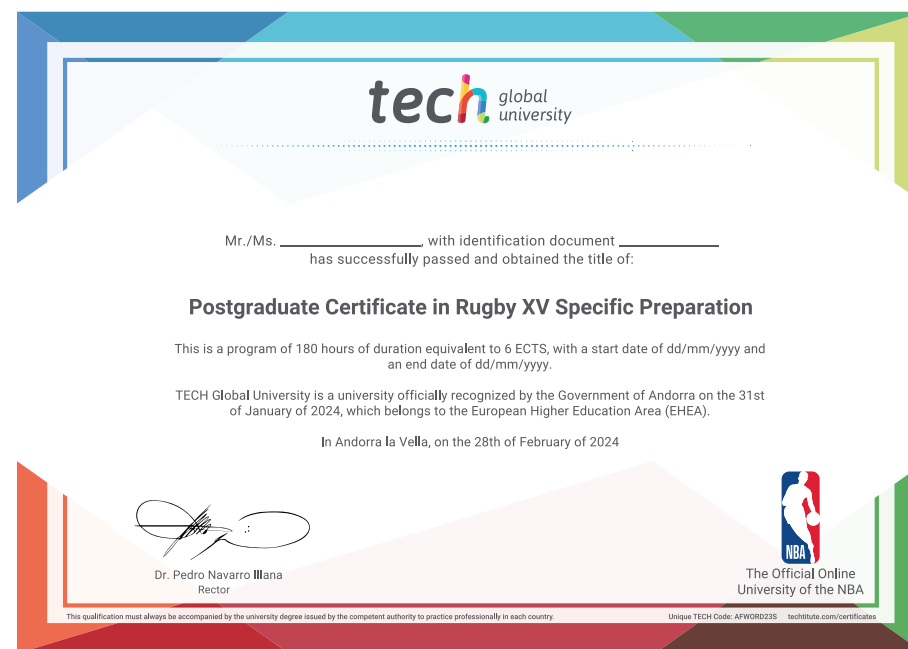 tech global university
Mr./Ms. ____________, with identification document ____________
has successfully passed and obtained the title of:
Postgraduate Certificate in Rugby XV Specific Preparation
This is a program of 180 hours of duration equivalent to 6 ECTS, with a start date of dd/mm/yyyy and
an end date of dd/mm/yyyy.
TECH Global University is a university officially recognized by the Government of Andorra on the 31st
of January of 2024, which belongs to the European Higher Education Area (EHEA).
In Andorra la Vella, on the 28th of February of 2024
Dr. Pedro Navarro Illana
Rector
NBA
The Official Online
University of the NBA
This qualification must always be accompanied by the university degree issued by the competent authority to practice professionally in each country.
Unique TECH Code: AFWORD23S techtitute.com/certificates